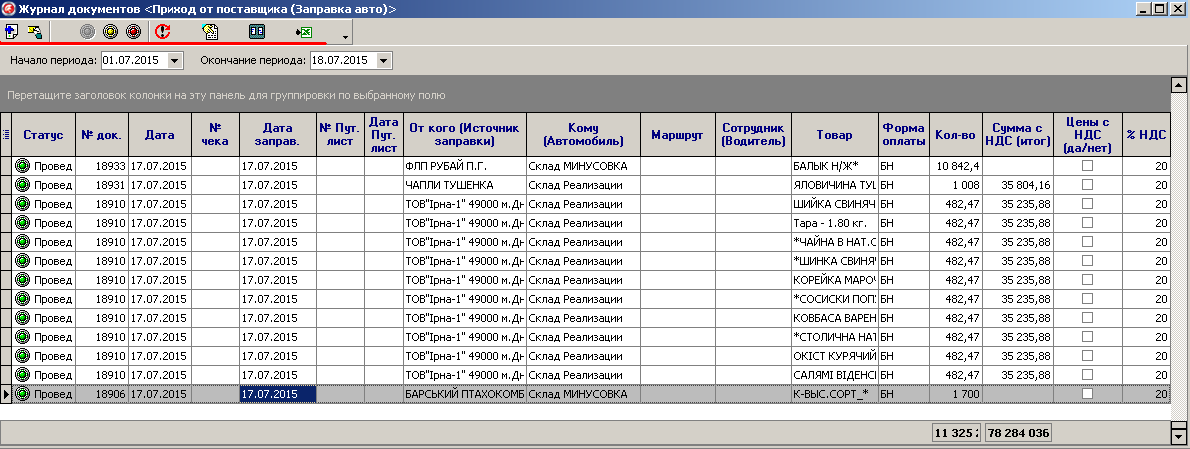 Журнал документов <Приход от поставщика (Заправка авто)>
Начало периода: 01.07.2015 Окончание периода: 18.07.2015
Перетащите заголовок колонки на эту панель для группировки по выбранному полю
Статус № док. Дата № чека Дата заправ. № Пут. лист Дата Пут. лист От кого (Источник заправки) Кому (Автомобиль) Маршрут Сотрудник (Водитель) Товар Форма оплаты Кол-во Сумма с НДС (итог) Цены с НДС (да/нет) % НДС
Провед 18933 17.07.2015 17.07.2015 ФЛП РУБАЙ П.Г. Склад МИНУСОВКА БАЛЫК Н/Ж* БН 10 842,4 20
Провед 18931 17.07.2015 17.07.2015 ЧАПЛИ ТУШЕНКА Склад Реализации ЯЛОВИЧИНА ТУШ БН 1 008 35 804,16 20
Провед 18910 17.07.2015 17.07.2015 ТОВ"Ірна-1" 49000 м.Дн Склад Реализации ШИЙКА СВИНЯЧ БН 482,47 35 235,88 20
Провед 18910 17.07.2015 17.07.2015 ТОВ"Ірна-1" 49000 м.Дн Склад Реализации Тара - 1.80 кг. БН 482,47 35 235,88 20
Провед 18910 17.07.2015 17.07.2015 ТОВ"Ірна-1" 49000 м.Дн Склад Реализации *ЧАЙНА В НАТ.О БН 482,47 35 235,88 20
Провед 18910 17.07.2015 17.07.2015 ТОВ"Ірна-1" 49000 м.Дн Склад Реализации *ШИНКА СВИНЯЧ БН 482,47 35 235,88 20
Провед 18910 17.07.2015 17.07.2015 ТОВ"Ірна-1" 49000 м.Дн Склад Реализации КОРЕЙКА МАРОЧ БН 482,47 35 235,88 20
Провед 18910 17.07.2015 17.07.2015 ТОВ"Ірна-1" 49000 м.Дн Склад Реализации *СОСИСКИ ПОП БН 482,47 35 235,88 20
Провед 18910 17.07.2015 17.07.2015 ТОВ"Ірна-1" 49000 м.Дн Склад Реализации КОВБАСА ВАРЕН БН 482,47 35 235,88 20
Провед 18910 17.07.2015 17.07.2015 ТОВ"Ірна-1" 49000 м.Дн Склад Реализации *СТОЛИЧНА НАТ БН 482,47 35 235,88 20
Провед 18910 17.07.2015 17.07.2015 ТОВ"Ірна-1" 49000 м.Дн Склад Реализации ОКІСТ КУРЯЧИЙ БН 482,47 35 235,88 20
Провед 18910 17.07.2015 17.07.2015 ТОВ"Ірна-1" 49000 м.Дн Склад Реализации САЛЯМІ ВІДЕНС БН 482,47 35 235,88 20
Провед 18906 17.07.2015 17.07.2015 БАРСЬКИЙ ПТАХОКОМБ Склад МИНУСОВКА К-ВЫС.СОРТ_* БН 1 700 20
11 325 78 284 036